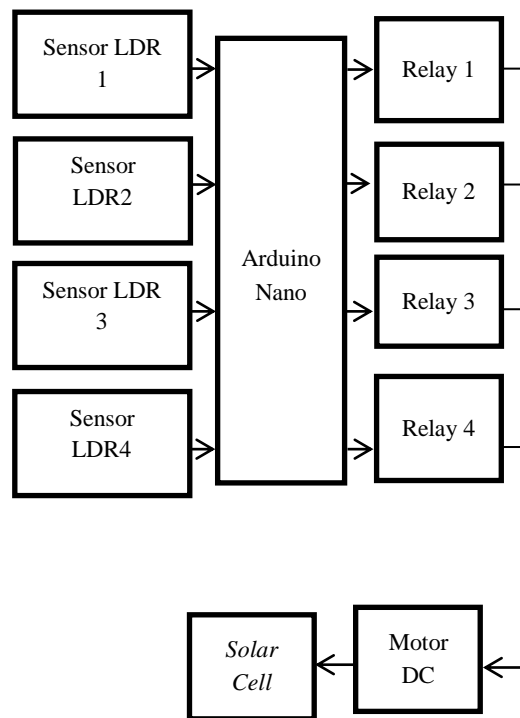 Sensor LDR
1
Sensor
LDR2
Sensor LDR
3
Sensor
LDR4
Arduino
Nano
Relay 1
Relay 2
Relay 3
Relay 4
Solar
Cell
Motor
DC